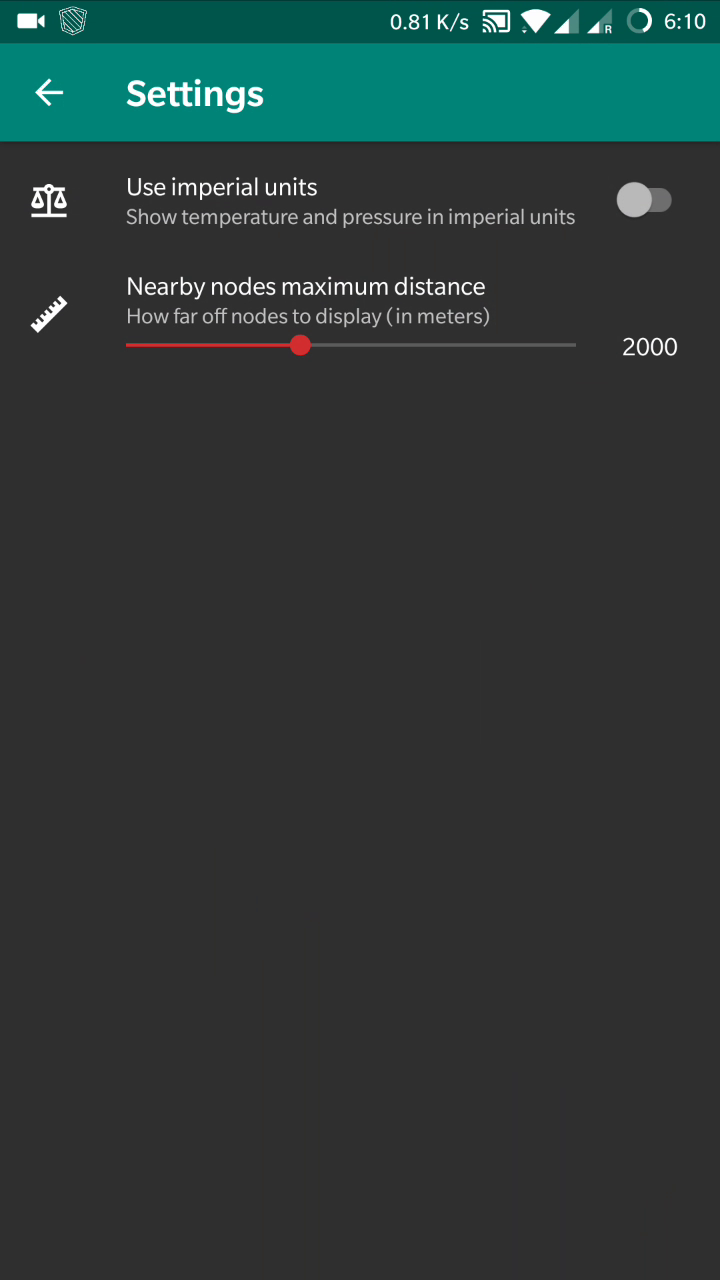 0.81 K/s R 6:10
Settings
Use imperial units
Show temperature and pressure in imperial units
Nearby nodes maximum distance
How far off nodes to display (in meters)
2000